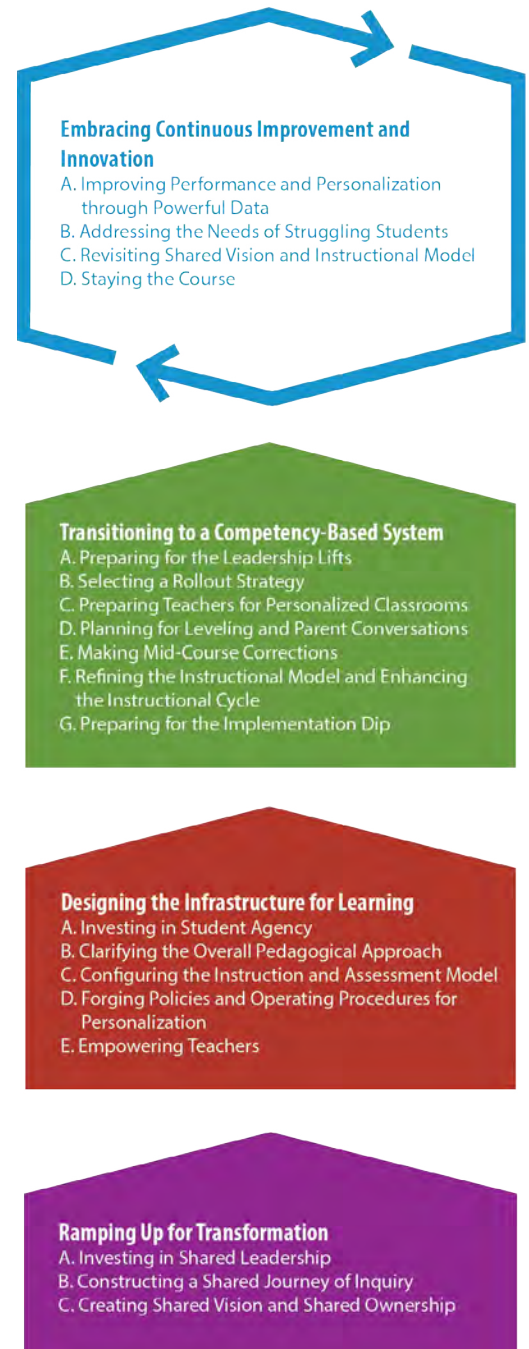 Embracing Continuous Improvement and
Innovation
A. Improving Performance and Personalization
through Powerful Data
B. Addressing the Needs of Struggling Students
C. Revisiting Shared Vision and Instructional Model
D. Staying the Course
Transitioning to a Competency-Based System
A. Preparing for the Leadership Lifts
B. Selecting a Rollout Strategy
C. Preparing Teachers for Personalized Classrooms
D. Planning for Leveling and Parent Conversations
E. Making Mid-Course Corrections
F. Refining the Instructional Model and Enhancing
the Instructional Cycle
G. Preparing for the Implementation Dip
Designing the Infrastructure for Learning
A. Investing in Student Agency
B. Clarifying the Overall Pedagogical Approach
C. Configuring the Instruction and Assessment Model
D. Forging Policies and Operating Procedures for
Personalization
E. Empowering Teachers
Ramping Up for Transformation
A. Investing in Shared Leadership
B. Constructing a Shared Journey of Inquiry
C. Creating Shared Vision and Shared Ownership